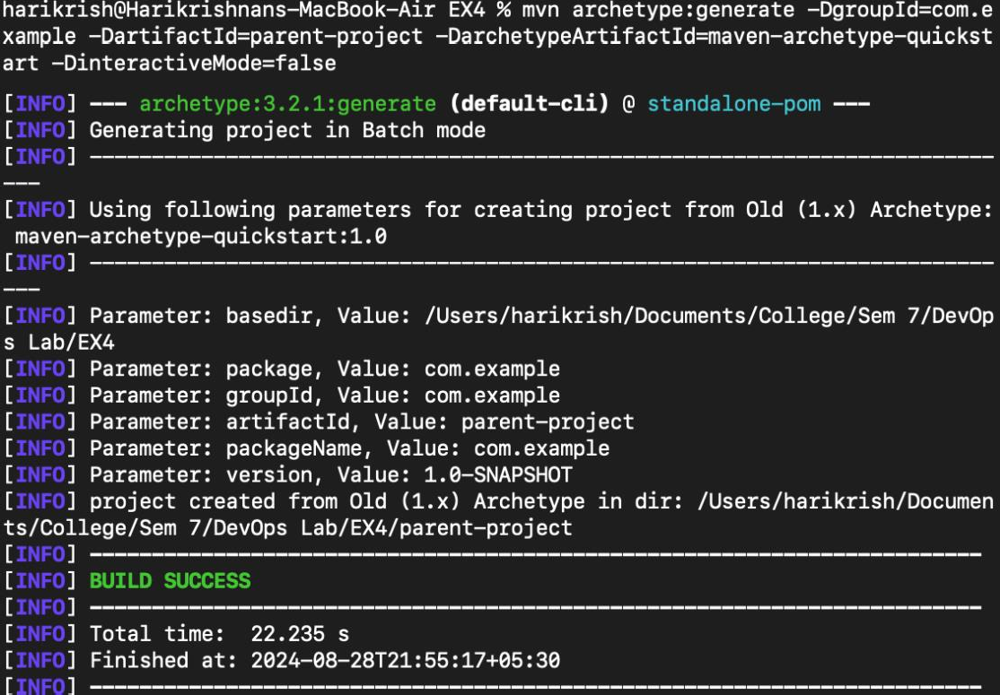 harikrish@Harikrishnans-MacBook-Air EX4 % mvn archetype:generate -DgroupId=com.e
xample -DartifactId=parent-project -DarchetypeArtifactId=maven-archetype-quickst
art -DinteractiveMode=false
[INFO] --- archetype:3.2.1:generate (default-cli) @ standalone-pom ---
[INFO] Generating project in Batch mode
[INFO] -------------------------------------------------------------------------
---
[INFO] Using following parameters for creating project from Old (1.x) Archetype:
 maven-archetype-quickstart:1.0
[INFO] -------------------------------------------------------------------------
---
[INFO] Parameter: basedir, Value: /Users/harikrish/Documents/College/Sem 7/DevOp
s Lab/EX4
[INFO] Parameter: package, Value: com.example
[INFO] Parameter: groupId, Value: com.example
[INFO] Parameter: artifactId, Value: parent-project
[INFO] Parameter: packageName, Value: com.example
[INFO] Parameter: version, Value: 1.0-SNAPSHOT
[INFO] project created from Old (1.x) Archetype in dir: /Users/harikrish/Documen
ts/College/Sem 7/DevOps Lab/EX4/parent-project
[INFO] ------------------------------------------------------------------------
[INFO] BUILD SUCCESS
[INFO] ------------------------------------------------------------------------
[INFO] Total time:  22.235 s
[INFO] Finished at: 2024-08-28T21:55:17+05:30
[INFO] ------------------------------------------------------------------------